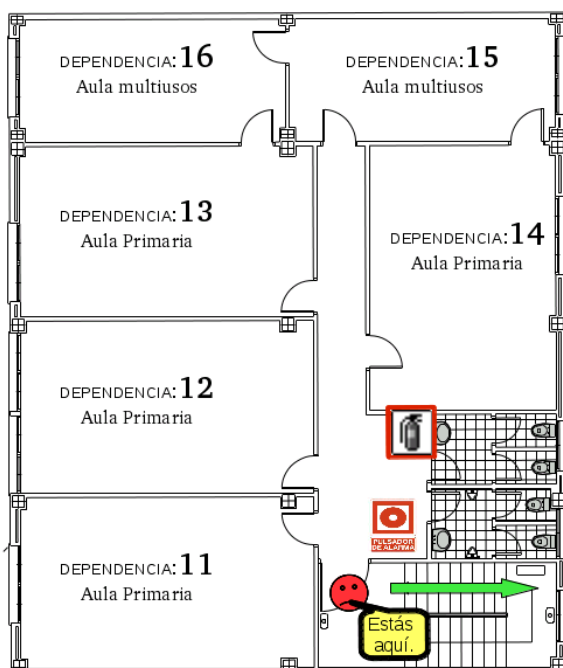 DEPENDENCIA: 16
Aula multiusos
DEPENDENCIA: 15
Aula multiusos
DEPENDENCIA: 13
Aula Primaria
DEPENDENCIA: 14
Aula Primaria
DEPENDENCIA: 12
Aula Primaria
PULSADOR
DE ALARMA
DEPENDENCIA: 11
Aula Primaria
Estás
aquí.